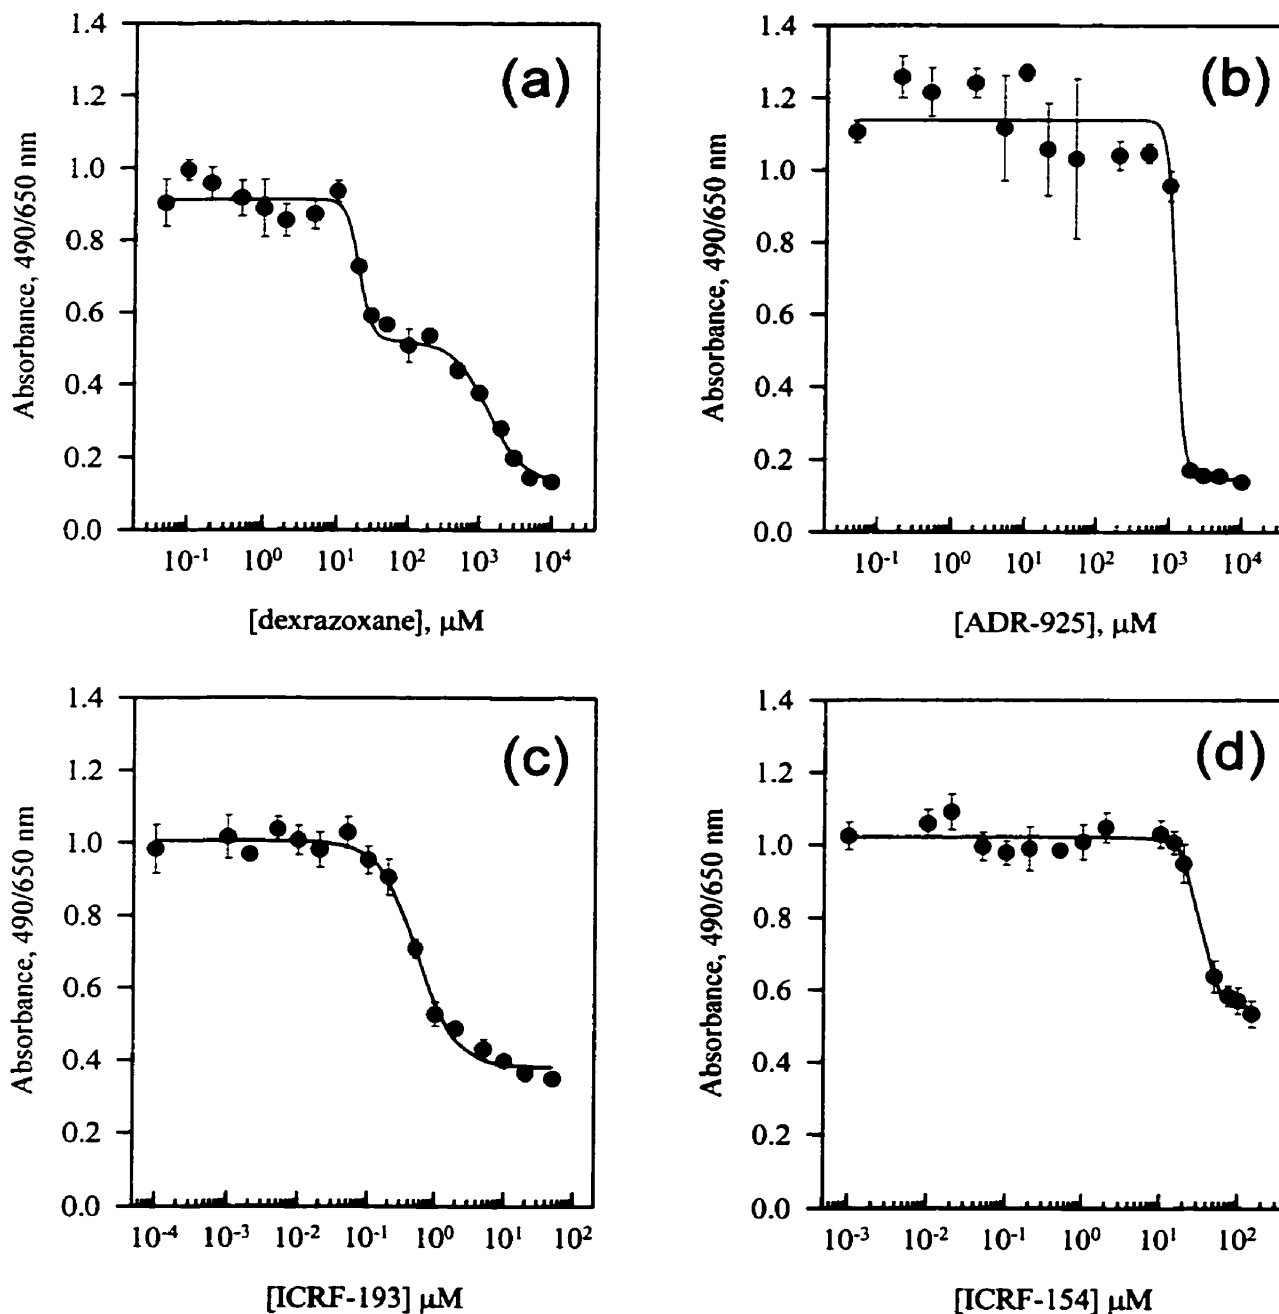 (a)
Absorbance, 490/650 nm
1.4
1.2
1.0
0.8
0.6
0.4
0.2
0.0
10⁻¹ 10⁰ 10¹ 10² 10³ 10⁴
[dexrazoxane], μM
(b)
Absorbance, 490/650 nm
1.4
1.2
1.0
0.8
0.6
0.4
0.2
0.0
10⁻¹ 10⁰ 10¹ 10² 10³ 10⁴
[ADR-925], μM
(c)
Absorbance, 490/650 nm
1.4
1.2
1.0
0.8
0.6
0.4
0.2
0.0
10⁻⁴ 10⁻³ 10⁻² 10⁻¹ 10⁰ 10¹ 10²
[ICRF-193] μM
(d)
Absorbance, 490/650 nm
1.4
1.2
1.0
0.8
0.6
0.4
0.2
0.0
10⁻³ 10⁻² 10⁻¹ 10⁰ 10¹ 10²
[ICRF-154] μM